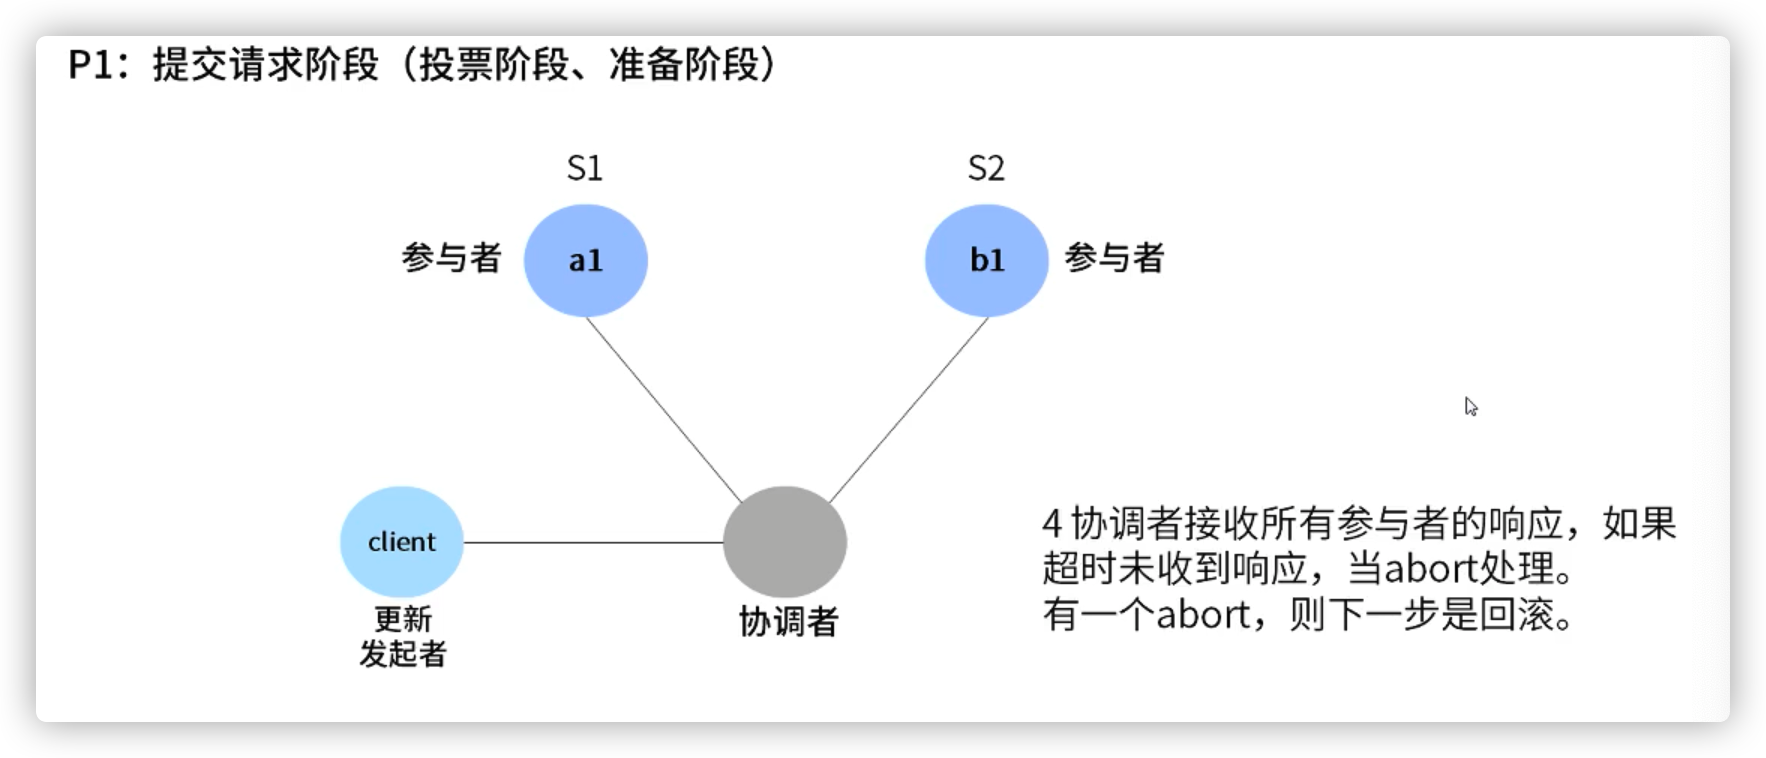 P1：提交请求阶段（投票阶段、准备阶段）
S1
S2
参与者
a1
b1
参与者
client
更新
发起者
协调者
4 协调者接收所有参与者的响应，如果
超时未收到响应，当abort处理。
有一个abort，则下一步是回滚。